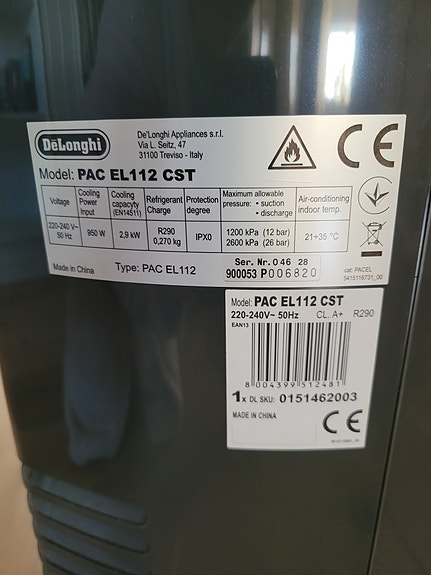 DeLonghi
De'Longhi Appliances s.r.l.
Via L. Seitz, 47
31100 Treviso - Italy
CE
Model: PAC EL112 CST
Voltage
Cooling Power Input
Cooling capacyty (EN14511)
Refrigerant Charge
Protection degree
Maximum allowable pressure: • suction • discharge
Air-conditioning indoor temp.
220-240 V~ 50 Hz
950 W
2,9 kW
R290 0,270 kg
IPX0
1200 kPa (12 bar)
2600 kPa (26 bar)
21÷35 °C
Made in China
Type: PAC EL112
Ser. Nr. 046 28
900053 P006820
cat. PACEL
5415116731_00
Model: PAC EL112 CST
220-240V~ 50Hz CL. A+ R290
EAN13
8 004399 512481
1x DL SKU: 0151462003
MADE IN CHINA
CE